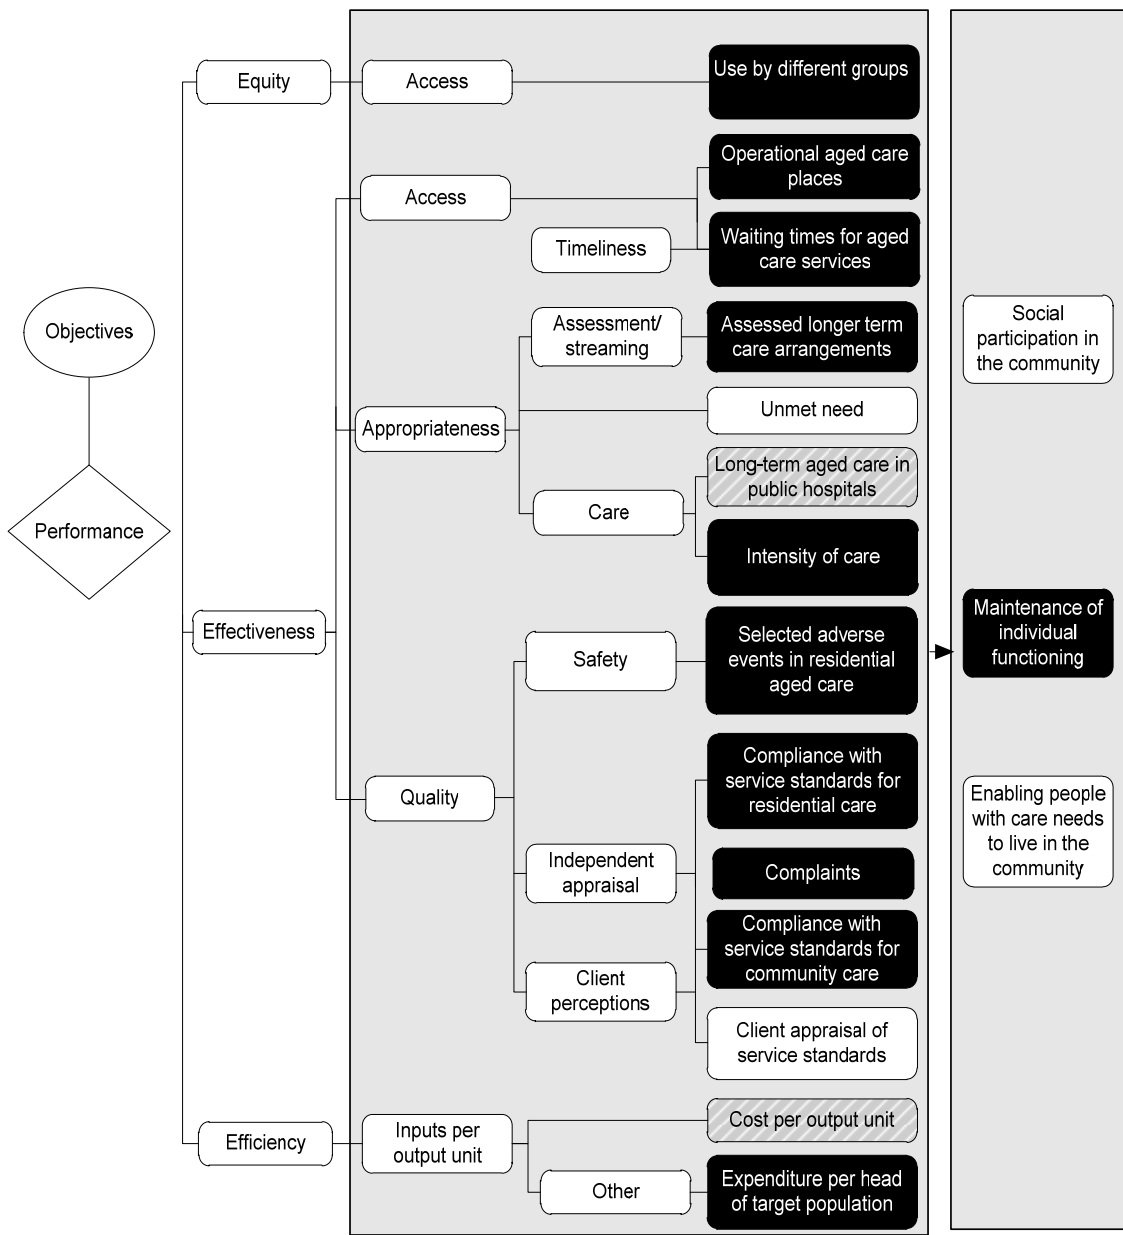 Equity
Access
Use by different groups
Operational aged care
places
Access
Timeliness
Waiting times for aged
care services
Objectives
Assessment/
streaming
Assessed longer term
care arrangements
Social
participation in
the community
Unmet need
Appropriateness
Long-term aged care in
public hospitals
Care
Performance
Intensity of care
Effectiveness
Safety
Selected adverse
events in residential
aged care
Maintenance of
individual
functioning
Compliance with
service standards for
residential care
Quality
Enabling people
with care needs
to live in the
community
Independent
appraisal
Complaints
Compliance with
service standards for
community care
Client
perceptions
Client appraisal of
service standards
Efficiency
Inputs per
output unit
Cost per output unit
Other
Expenditure per head
of target population